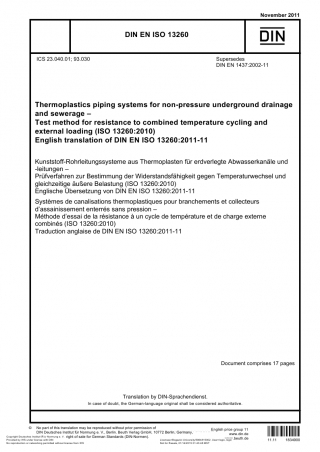 November 2011
DIN EN ISO 13260
DIN
ICS 23.040.01; 93.030
Supersedes
DIN EN 1437:2002-11
Thermoplastics piping systems for non-pressure underground drainage
and sewerage –
Test method for resistance to combined temperature cycling and
external loading (ISO 13260:2010)
English translation of DIN EN ISO 13260:2011-11
Kunststoff-Rohrleitungssysteme aus Thermoplasten für erdverlegte Abwasserkanäle und
-leitungen –
Prüfverfahren zur Bestimmung der Widerstandsfähigkeit gegen Temperaturwechsel und
gleichzeitige äußere Belastung (ISO 13260:2010)
Englische Übersetzung von DIN EN ISO 13260:2011-11
Systèmes de canalisations thermoplastiques pour branchements et collecteurs
d'assainissement enterrés sans pression –
Méthode d'essai de la résistance à un cycle de température et de charge externe
combinés (ISO 13260:2010)
Traduction anglaise de DIN EN ISO 13260:2011-11
Document comprises 17 pages
Translation by DIN-Sprachendienst.
In case of doubt, the German-language original shall be considered authoritative.
© No part of this translation may be reproduced without prior permission of
DIN Deutsches Institut für Normung e. V., Berlin. Beuth Verlag GmbH, 10772 Berlin, Germany,
right of sale for German Standards (DIN-Normen).
English price group 11
www.din.de
www.beuth.de
11.11